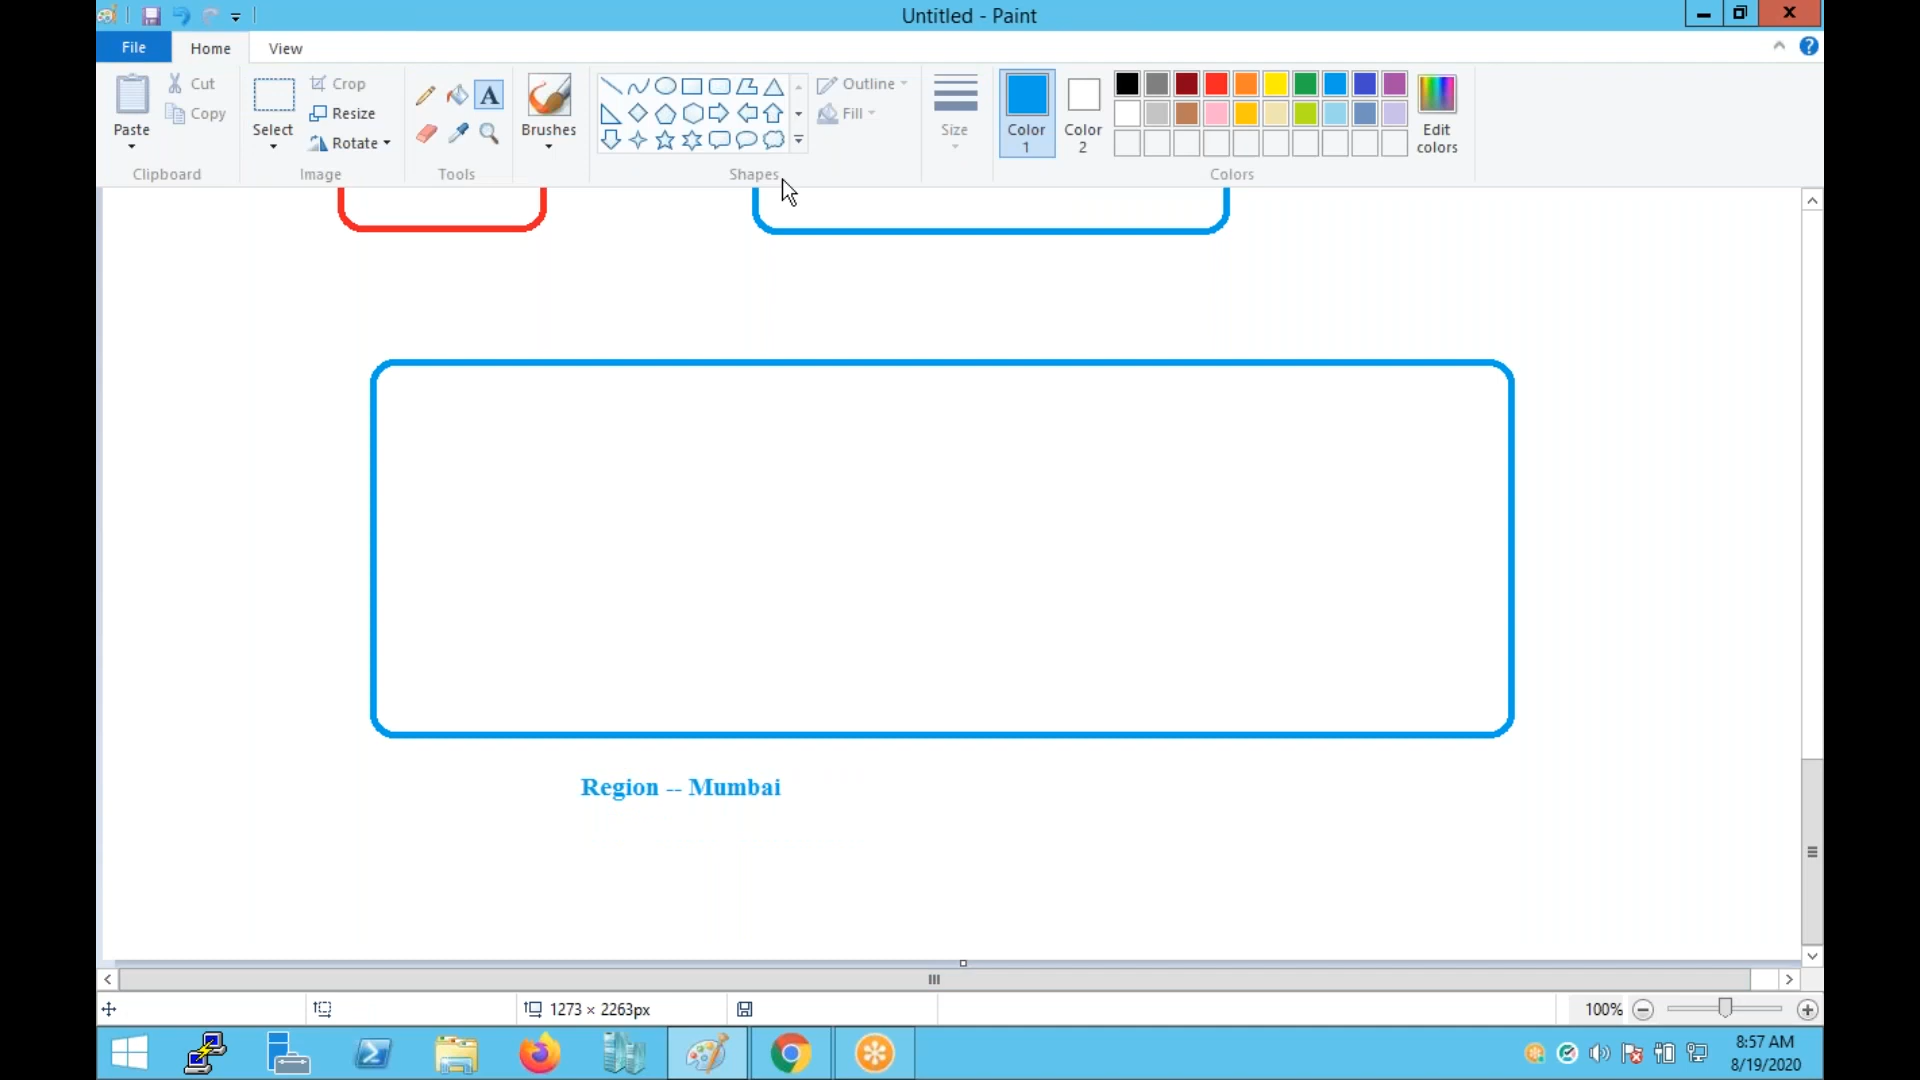 Untitled - Paint
File
Home
View
Cut
Copy
Paste
Clipboard
Crop
Resize
Rotate
Select
Image
Tools
Brushes
Outline
Fill
Shapes
Size
Color 1
Color 2
Edit colors
Colors
Region -- Mumbai
1273 × 2263px
100%
8:57 AM
8/19/2020